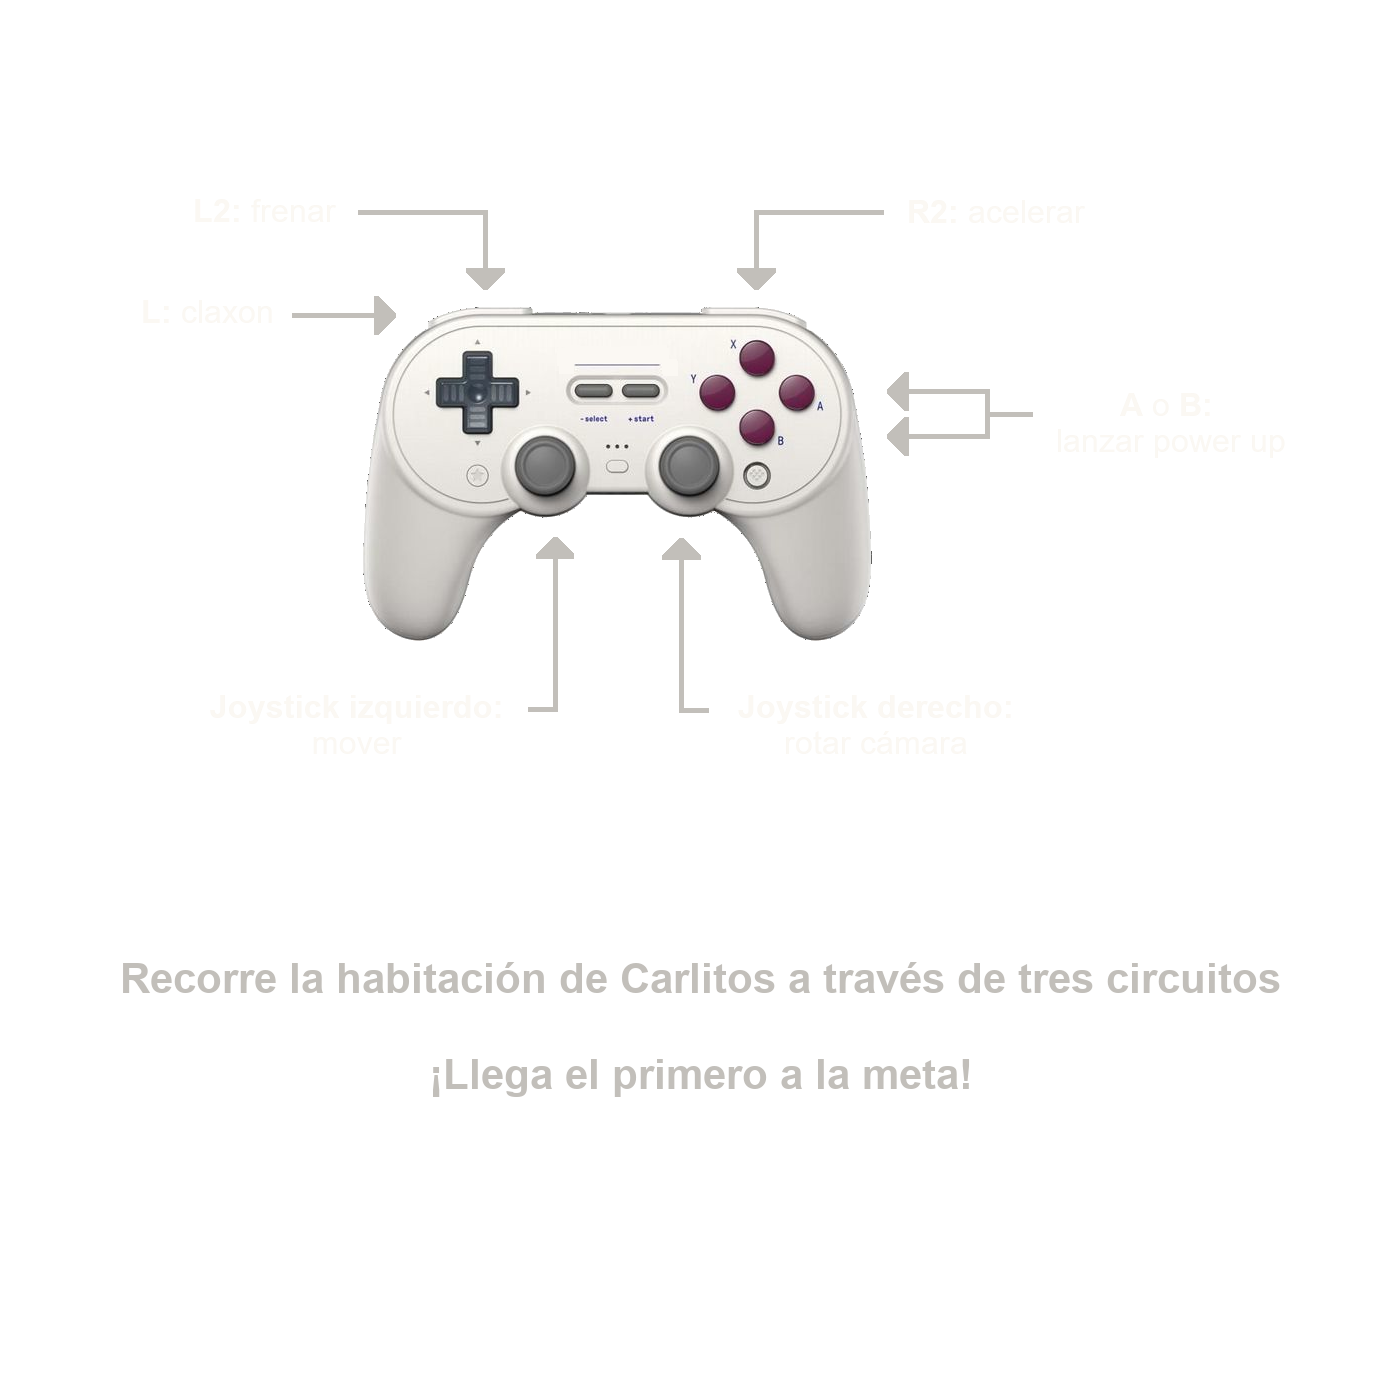 L2: frenar
R2: acelerar
L: claxon
X
Y
A
B
-select
+start
A o B:
lanzar power up
Joystick izquierdo:
mover
Joystick derecho:
rotar cámara
Recorre la habitación de Carlitos a través de tres circuitos
¡Llega el primero a la meta!